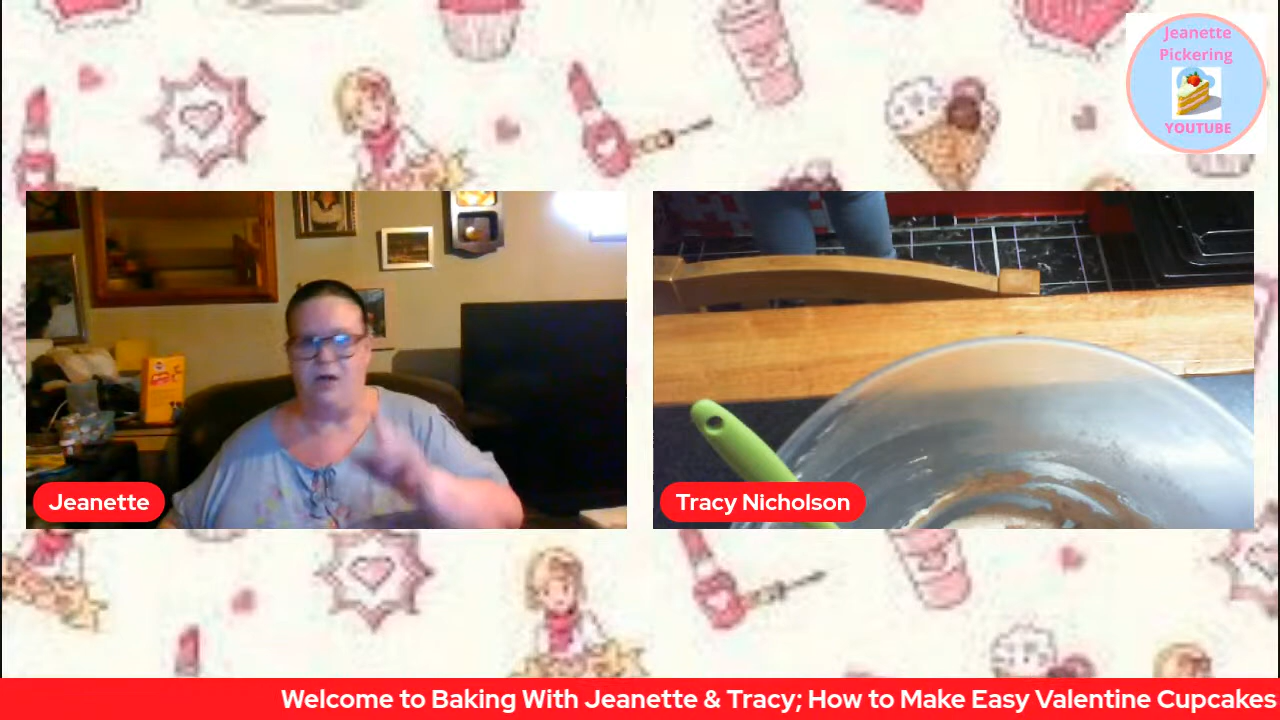 Jeanette
Pickering
YOUTUBE
Jeanette
Tracy Nicholson
Welcome to Baking With Jeanette & Tracy; How to Make Easy Valentine Cupcakes